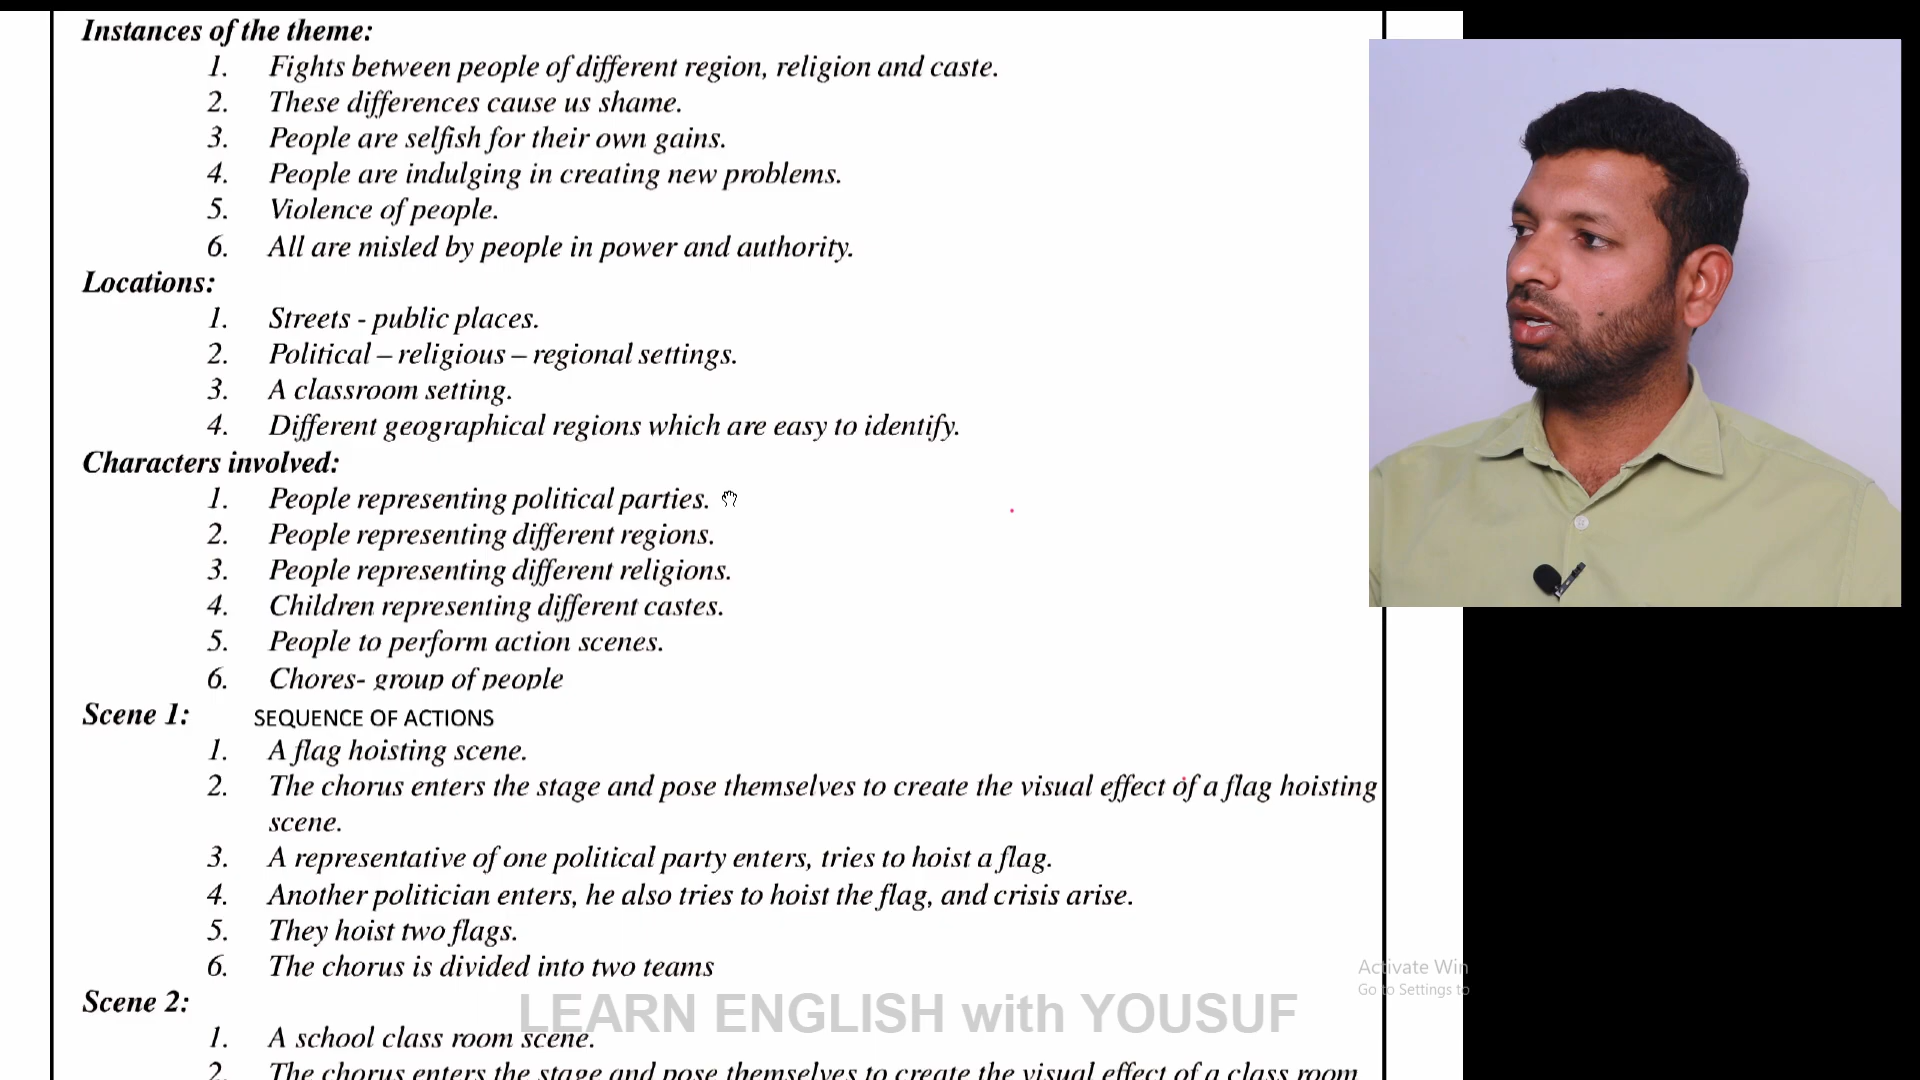 Instances of the theme:
1. Fights between people of different region, religion and caste.
2. These differences cause us shame.
3. People are selfish for their own gains.
4. People are indulging in creating new problems.
5. Violence of people.
6. All are misled by people in power and authority.
Locations:
1. Streets - public places.
2. Political – religious – regional settings.
3. A classroom setting.
4. Different geographical regions which are easy to identify.
Characters involved:
1. People representing political parties.
2. People representing different regions.
3. People representing different religions.
4. Children representing different castes.
5. People to perform action scenes.
6. Chores- group of people
Scene 1: SEQUENCE OF ACTIONS
1. A flag hoisting scene.
2. The chorus enters the stage and pose themselves to create the visual effect of a flag hoisting
scene.
3. A representative of one political party enters, tries to hoist a flag.
4. Another politician enters, he also tries to hoist the flag, and crisis arise.
5. They hoist two flags.
6. The chorus is divided into two teams
Activate Win
Go to Settings to
Scene 2:
LEARN ENGLISH with YOUSUF
1. A school class room scene.
2. The chorus enters the stage and pose themselves to create the visual effect of a class room